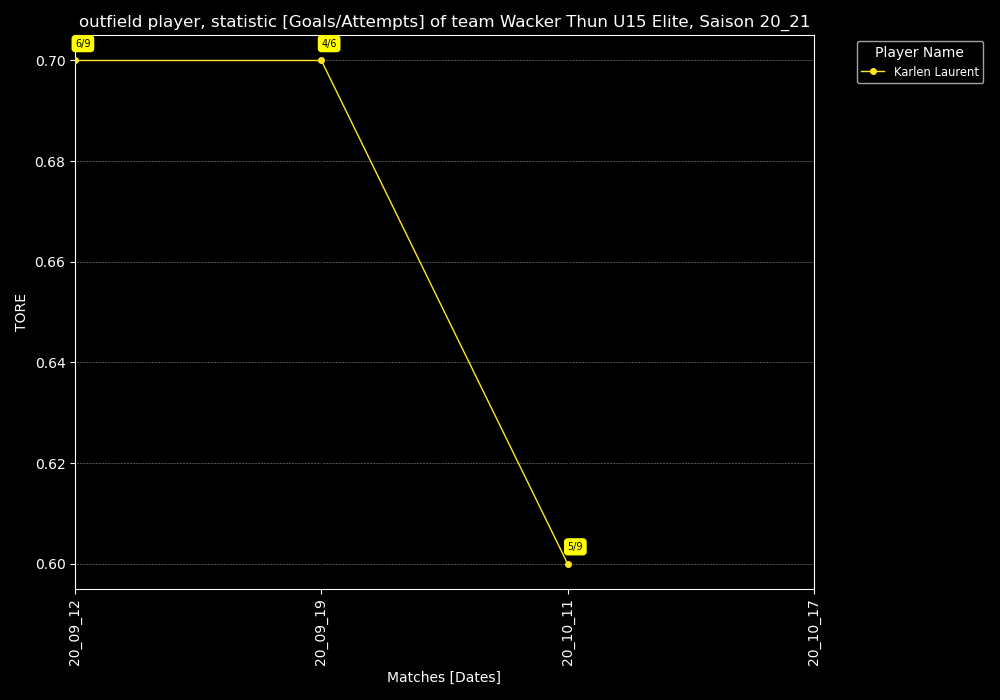 outfield player, statistic [Goals/Attempts] of team Wacker Thun U15 Elite, Saison 20_21
6/9
4/6
5/9
Player Name
Karlen Laurent
0.70
0.68
0.66
0.64
0.62
0.60
TORE
20_09_12
20_09_19
20_10_11
20_10_17
Matches [Dates]